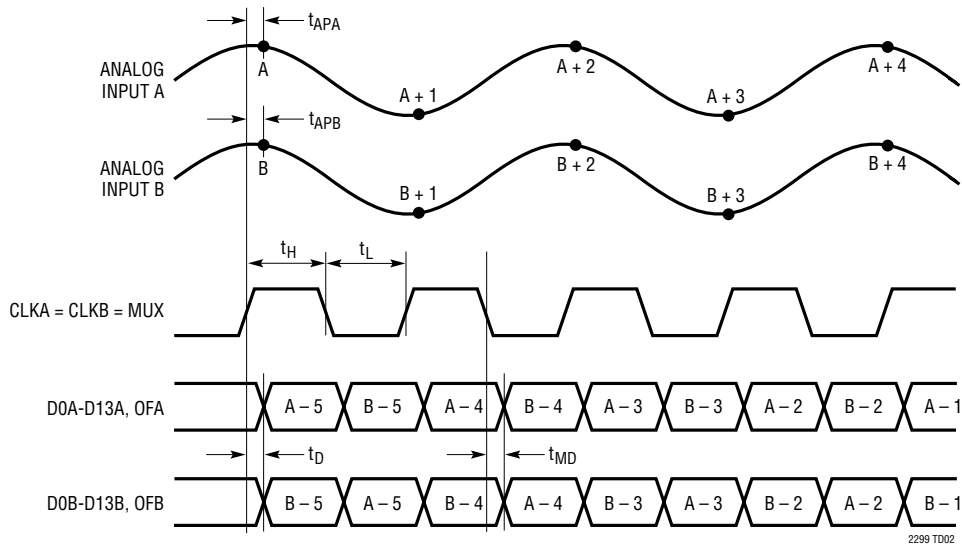 tAPA
ANALOG
INPUT A
A
A + 1
A + 2
A + 3
A + 4
tAPB
ANALOG
INPUT B
B
B + 1
B + 2
B + 3
B + 4
tH
tL
CLKA = CLKB = MUX
D0A-D13A, OFA
A – 5 B – 5 A – 4 B – 4 A – 3 B – 3 A – 2 B – 2 A – 1
tD
tMD
D0B-D13B, OFB
B – 5 A – 5 B – 4 A – 4 B – 3 A – 3 B – 2 A – 2 B – 1
2299 TD02